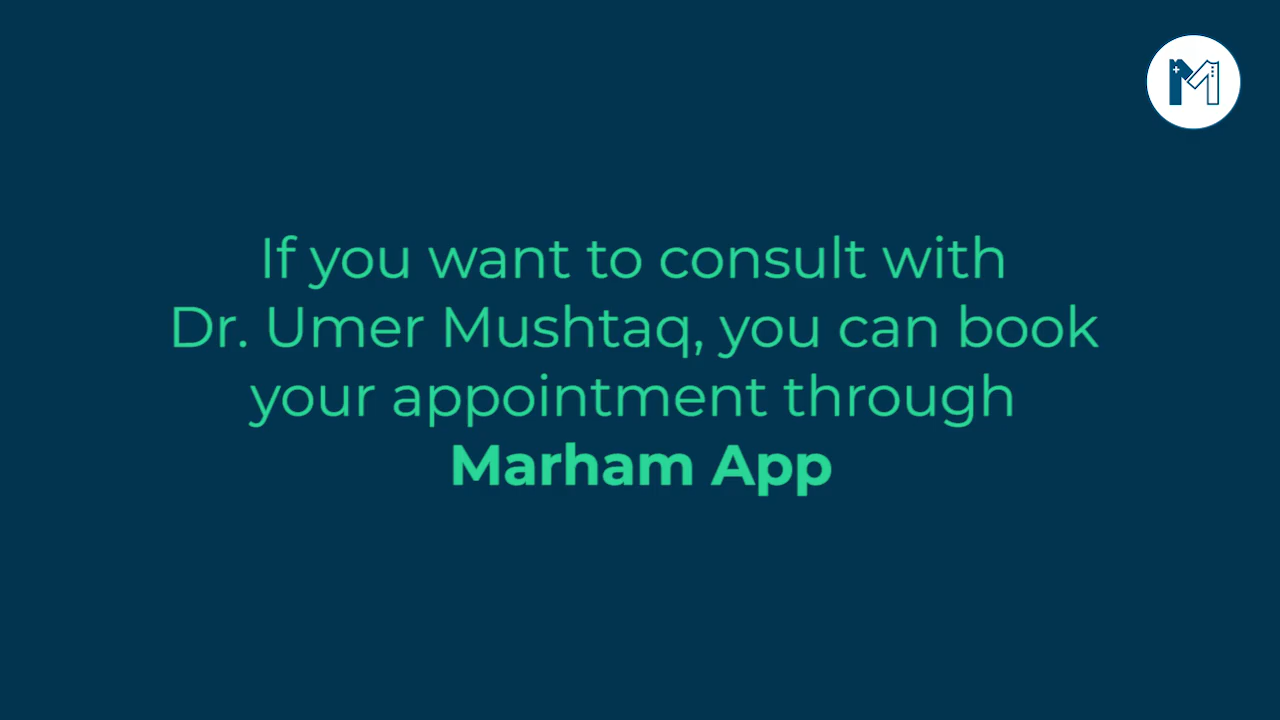 M
If you want to consult with
Dr. Umer Mushtaq, you can book
your appointment through
Marham App